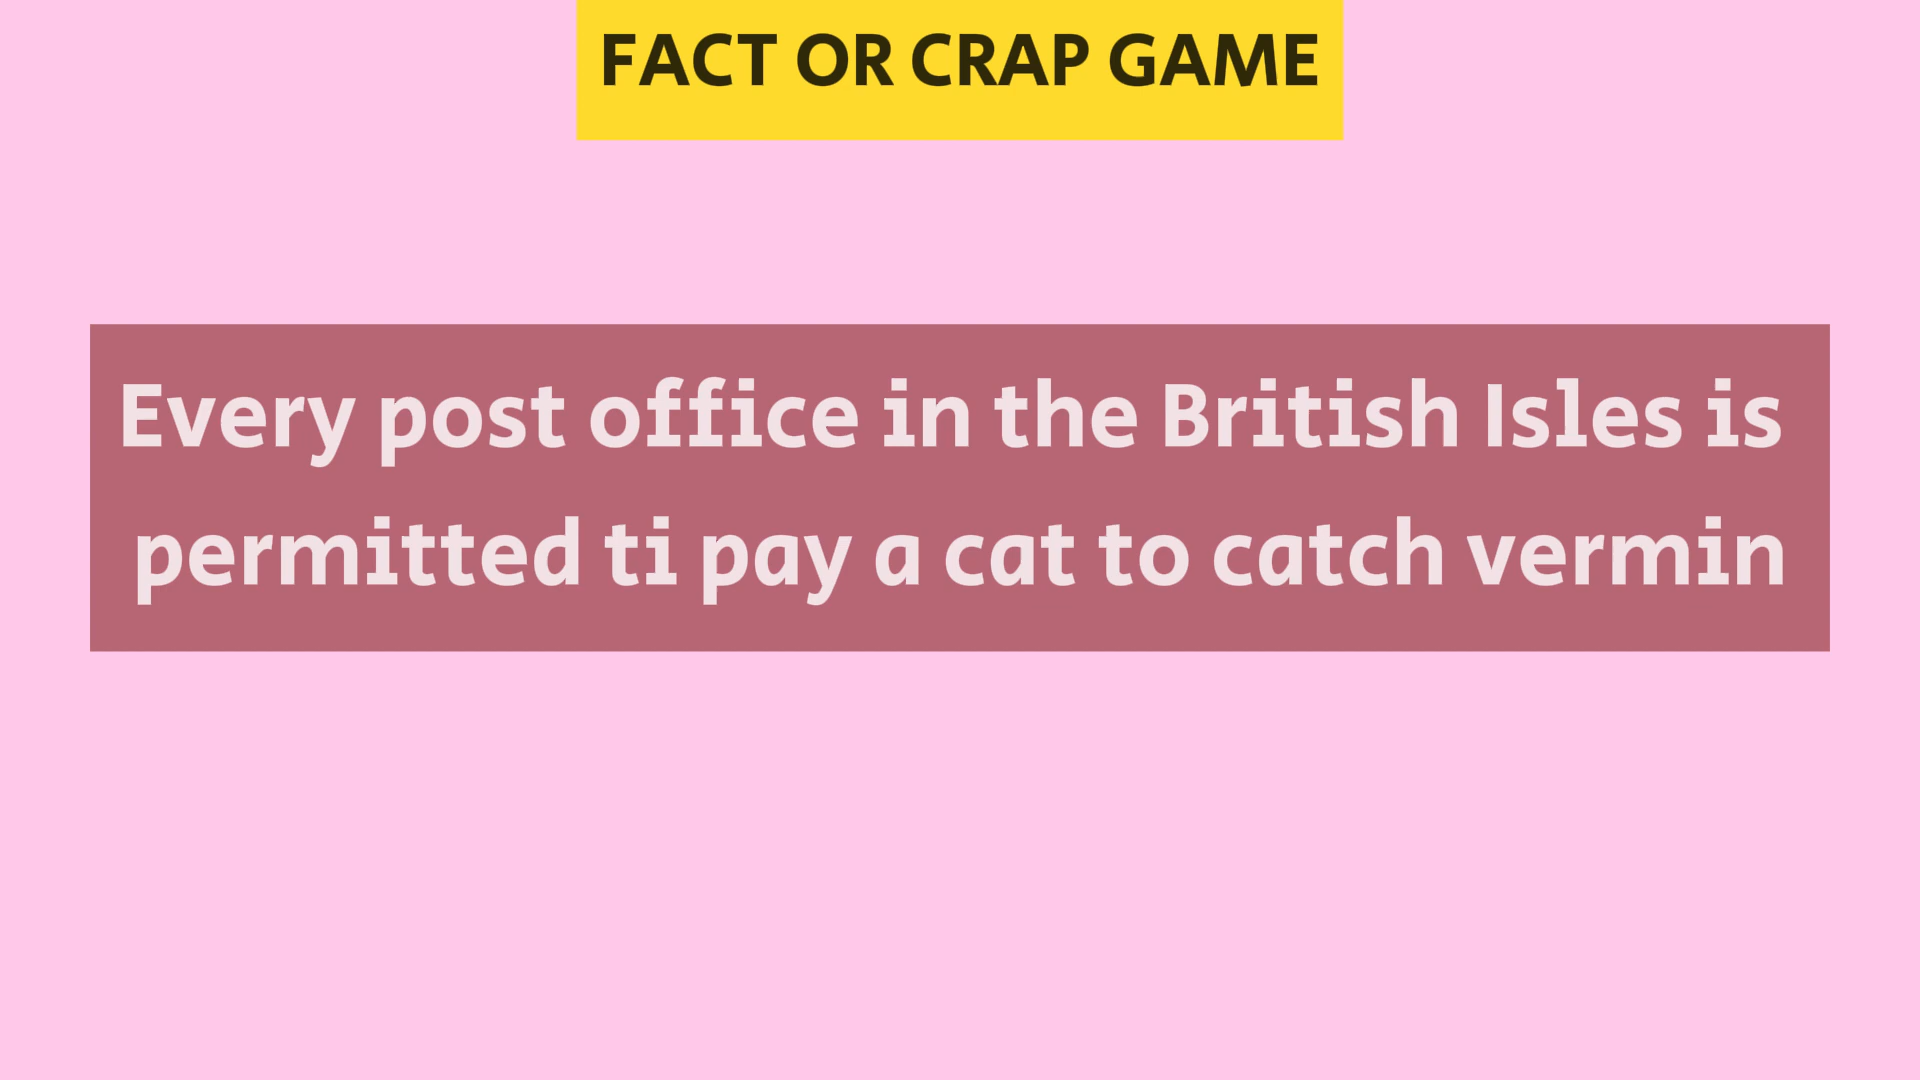 FACT OR CRAP GAME
Every post office in the British Isles is
permitted ti pay a cat to catch vermin